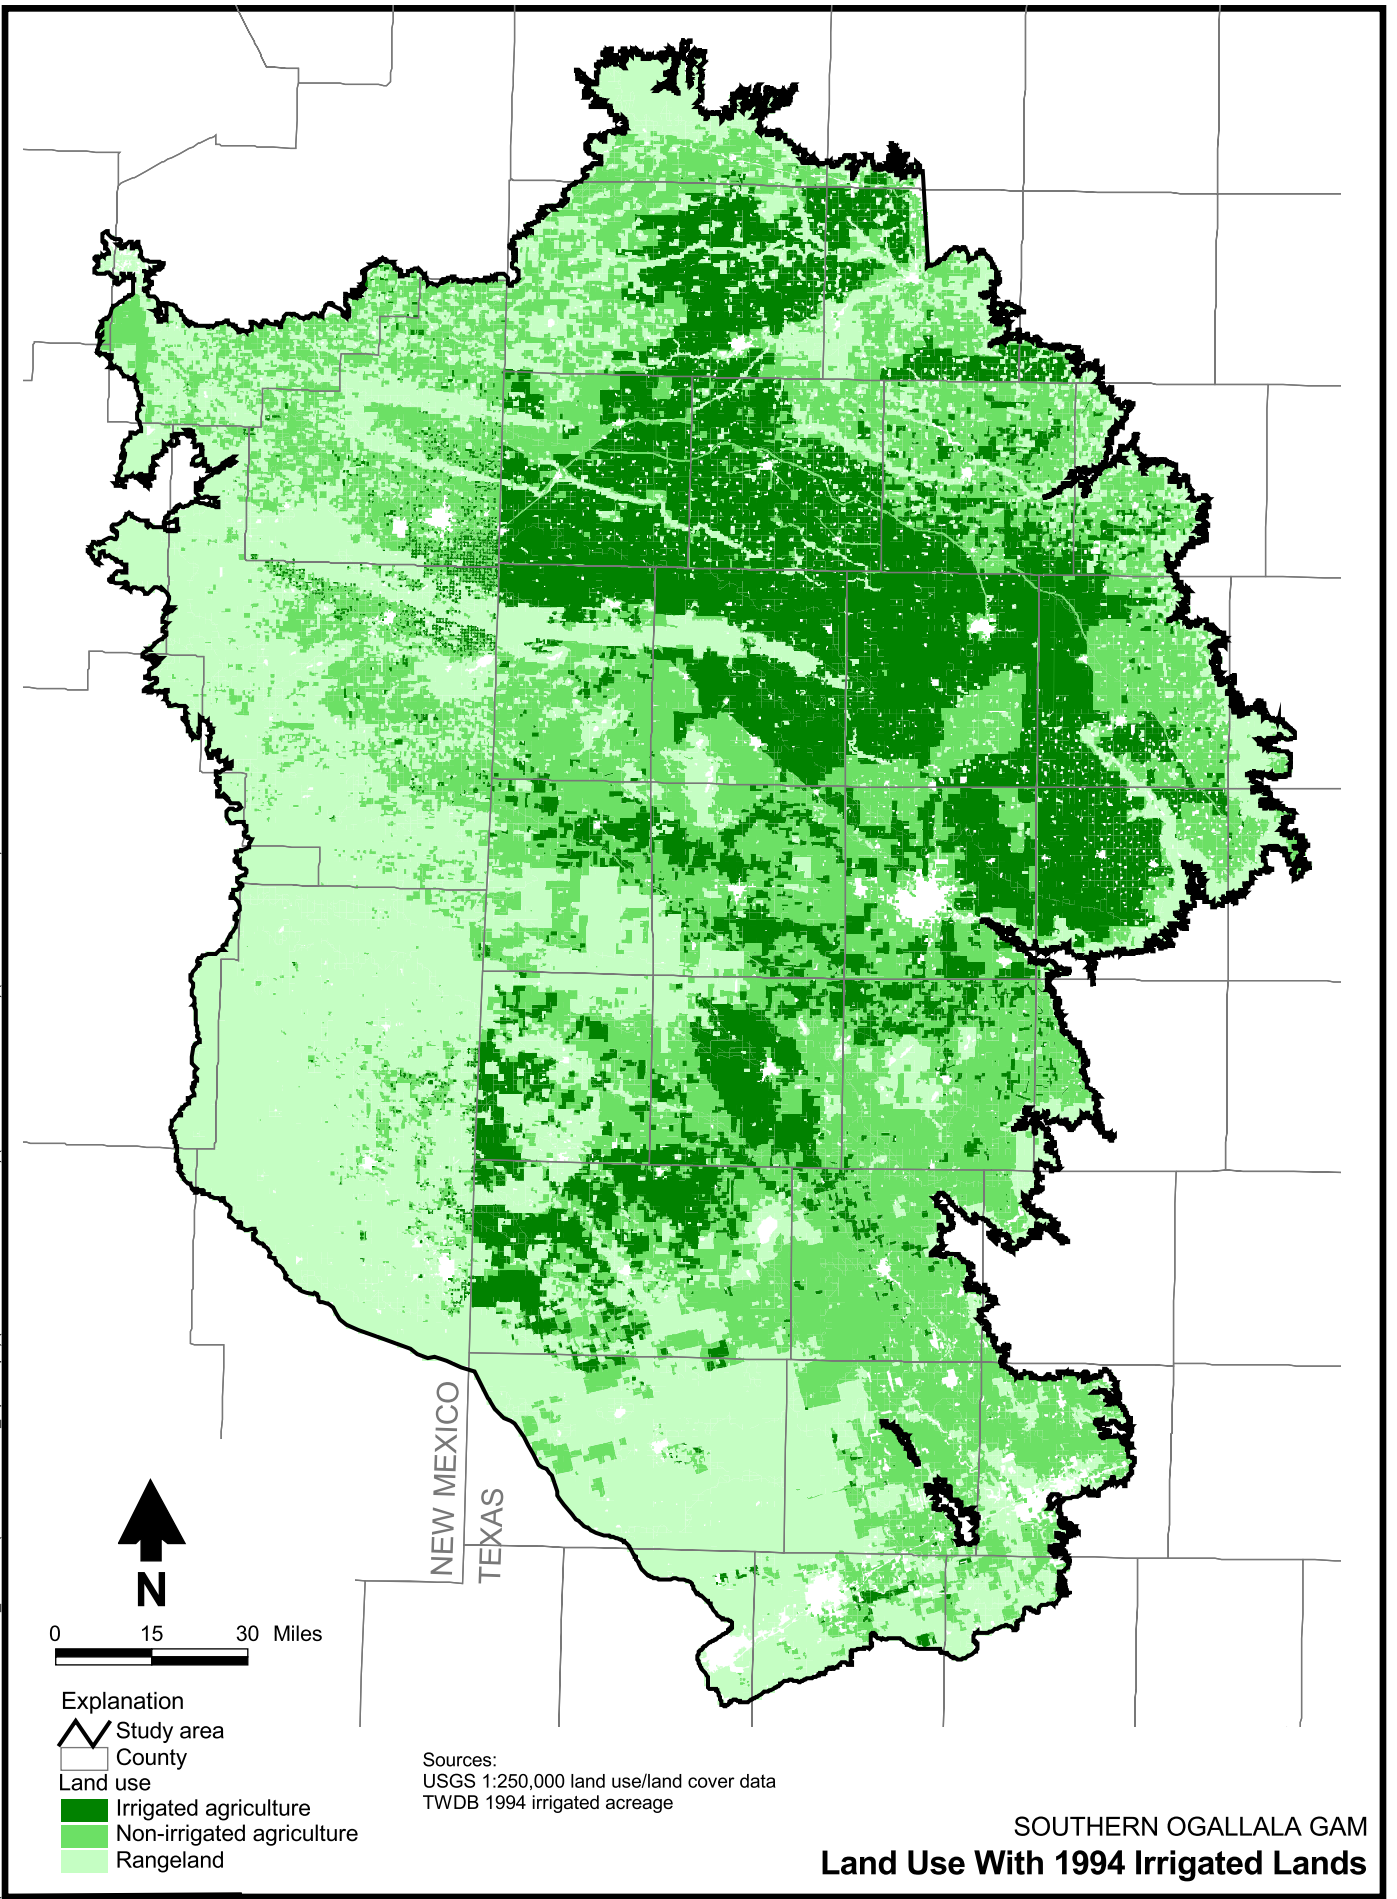 NEW MEXICO
TEXAS
N
0 15 30 Miles
Explanation
Study area
County
Land use
Irrigated agriculture
Non-irrigated agriculture
Rangeland
Sources:
USGS 1:250,000 land use/land cover data
TWDB 1994 irrigated acreage
SOUTHERN OGALLALA GAM
Land Use With 1994 Irrigated Lands